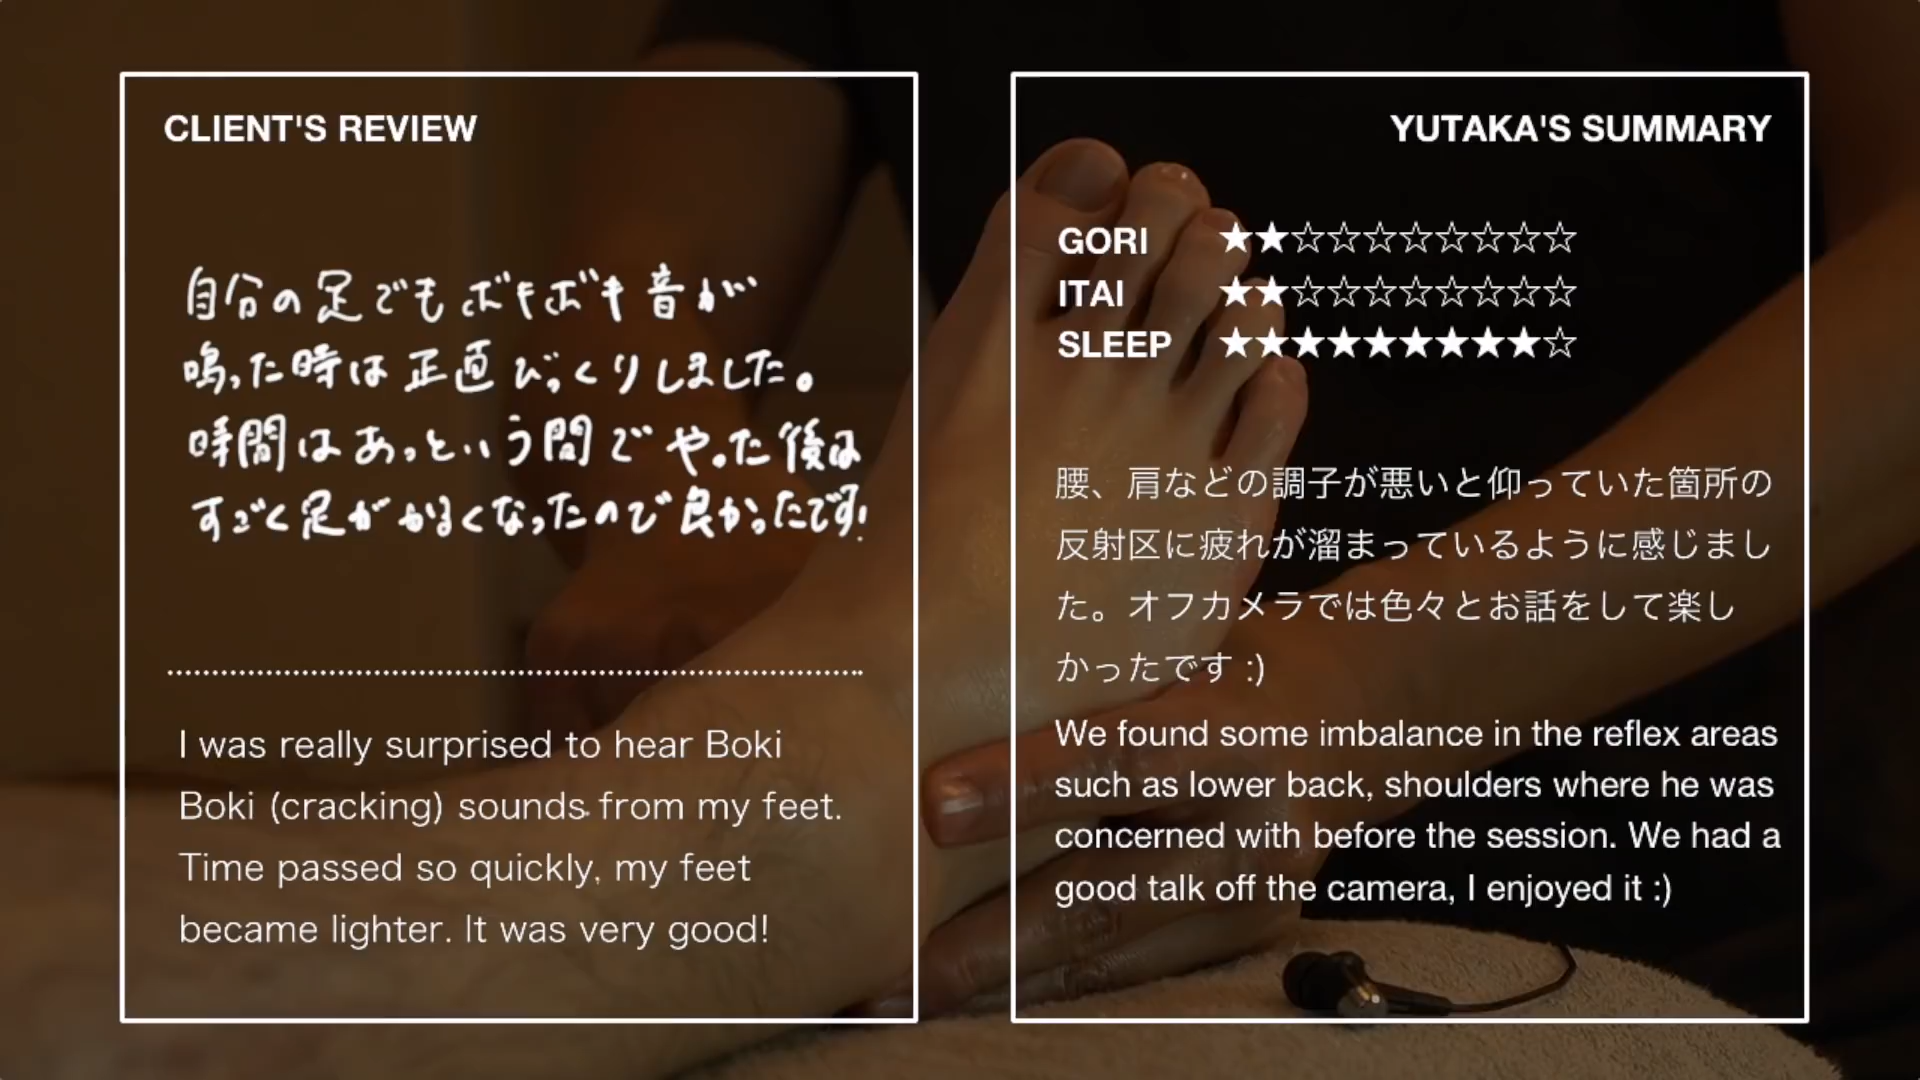 CLIENT'S REVIEW
自分の足でもボキボキ音が
鳴った時は正直びっくりしました。
時間はあっという間でやった後は
すごく足がかるくなったので良かったです!
I was really surprised to hear Boki
Boki (cracking) sounds from my feet.
Time passed so quickly, my feet
became lighter. It was very good!
YUTAKA'S SUMMARY
GORI ★★☆☆☆☆☆☆☆☆
ITAI ★★☆☆☆☆☆☆☆☆
SLEEP ★★★★★★★★★☆
腰、肩などの調子が悪いと仰っていた箇所の
反射区に疲れが溜まっているように感じまし
た。オフカメラでは色々とお話をして楽し
かったです :)
We found some imbalance in the reflex areas
such as lower back, shoulders where he was
concerned with before the session. We had a
good talk off the camera, I enjoyed it :)